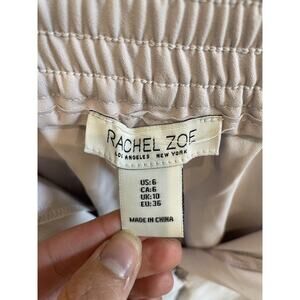 RACHEL ZOE
LOS ANGELES NEW YORK
US:6
CA:6
UK:10
EU:36
MADE IN CHINA